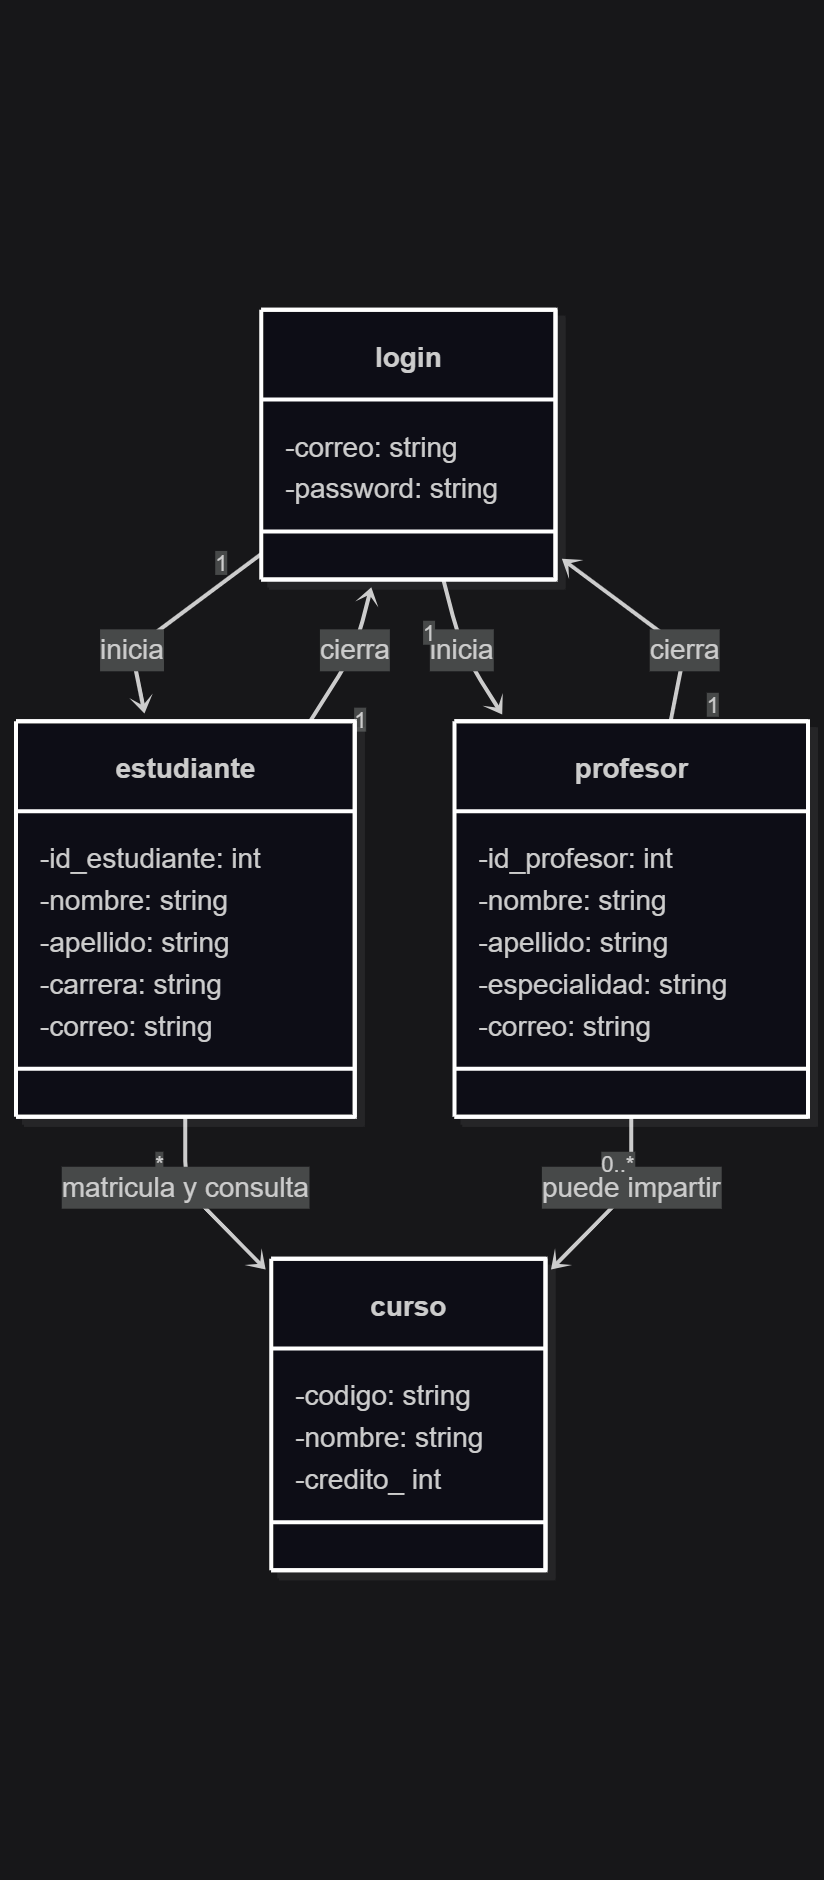 login
-correo: string
-password: string
1
inicia
cierra
1
inicia
cierra
1
1
estudiante
-id_estudiante: int
-nombre: string
-apellido: string
-carrera: string
-correo: string
profesor
-id_profesor: int
-nombre: string
-apellido: string
-especialidad: string
-correo: string
*
matricula y consulta
0..*
puede impartir
curso
-codigo: string
-nombre: string
-credito_ int